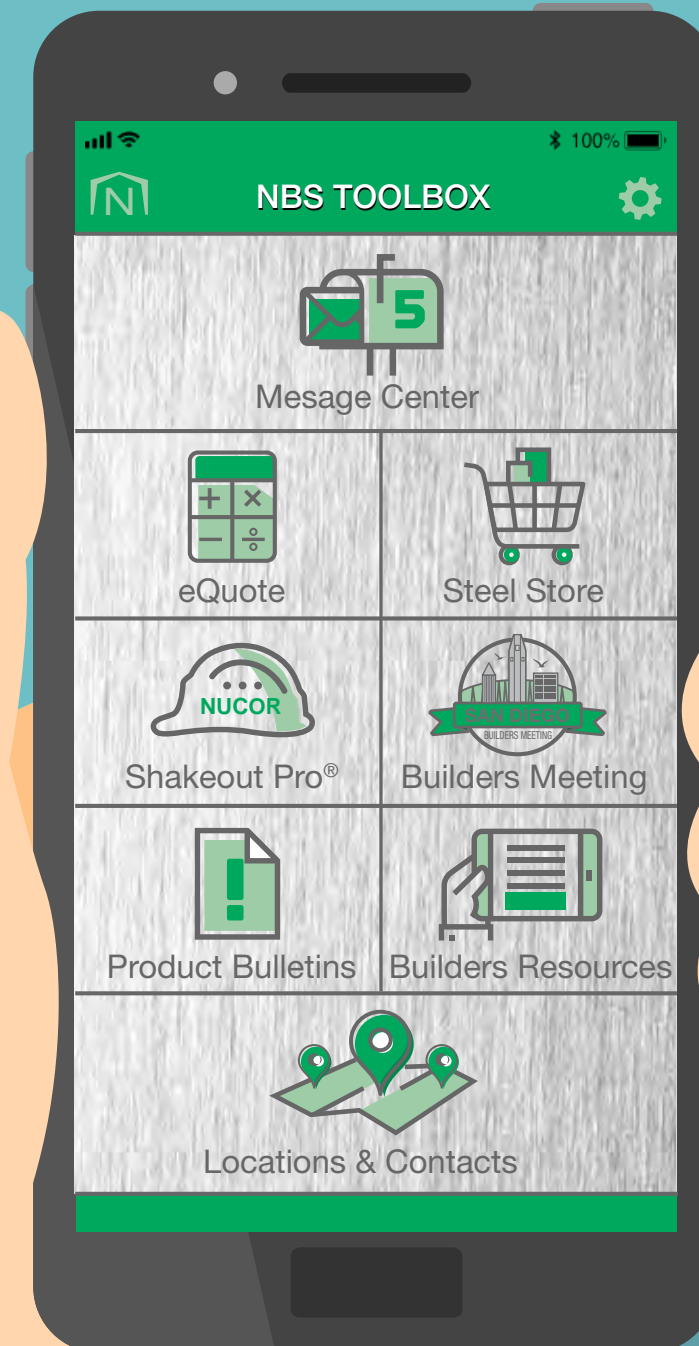 100%
N
NBS TOOLBOX
5
Mesage Center
eQuote
Steel Store
NUCOR
SAN DIEGO
BUILDERS MEETING
Shakeout Pro®
Builders Meeting
Product Bulletins
Builders Resources
Locations & Contacts